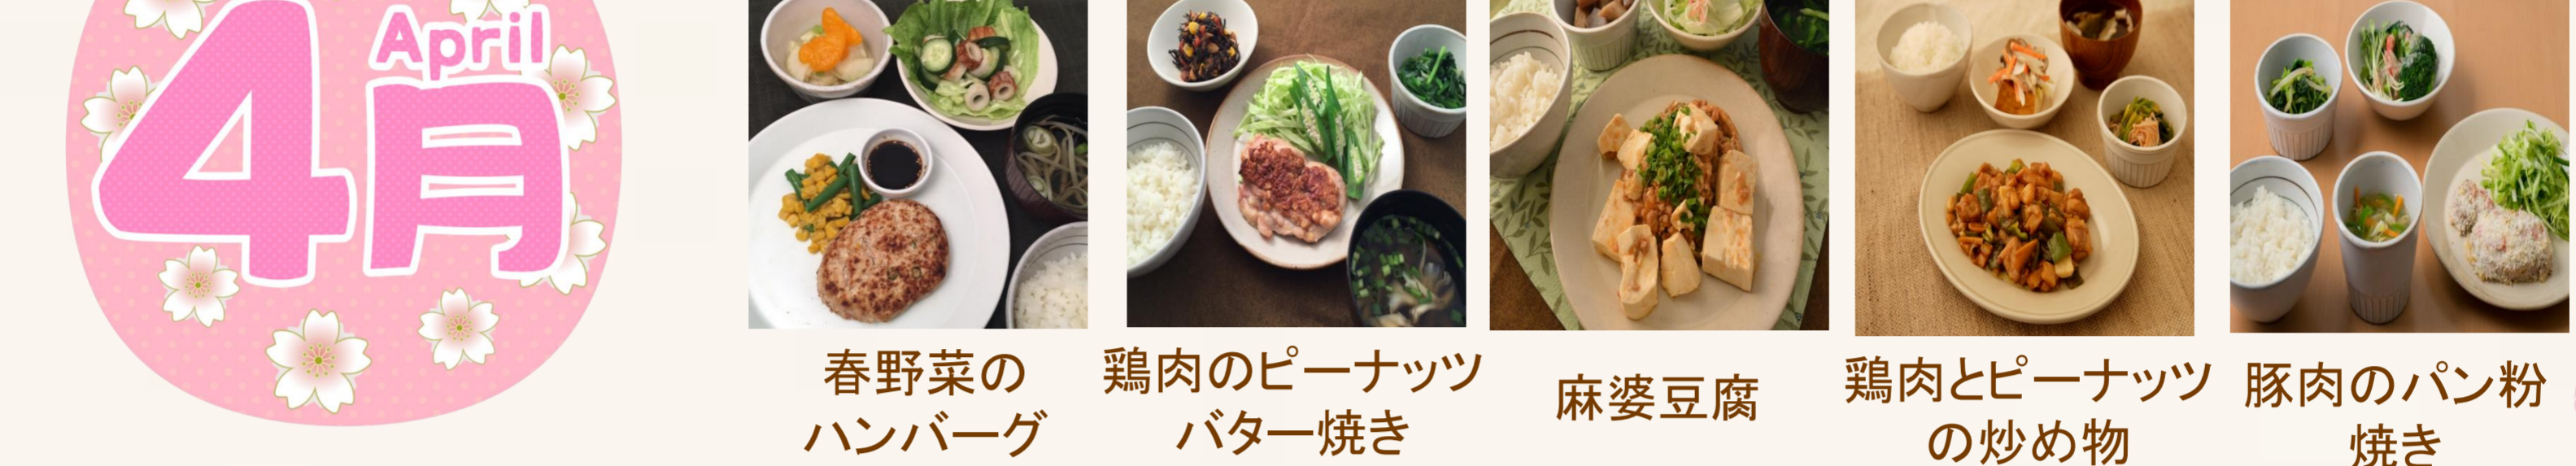 April
4月
春野菜の
ハンバーグ
鶏肉のピーナッツ
バター焼き
麻婆豆腐
鶏肉とピーナッツ
の炒め物
豚肉のパン粉
焼き